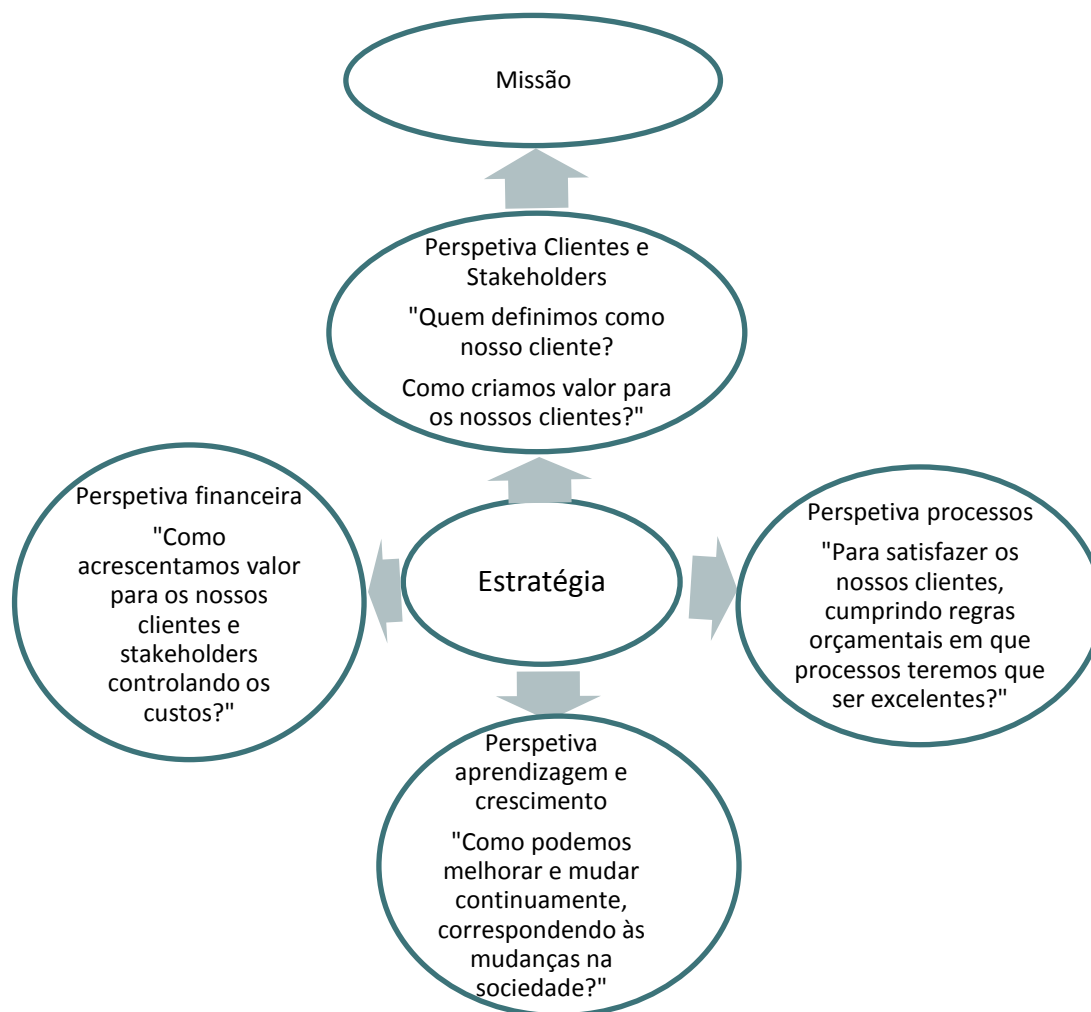 Missão
Perspetiva Clientes e
Stakeholders
"Quem definimos como
nosso cliente?
Como criamos valor para
os nossos clientes?"
Perspetiva financeira
"Como
acrescentamos valor
para os nossos
clientes e
stakeholders
controlando os
custos?"
Estratégia
Perspetiva processos
"Para satisfazer os
nossos clientes,
cumprindo regras
orçamentais em que
processos teremos que
ser excelentes?"
Perspetiva
aprendizagem e
crescimento
"Como podemos
melhorar e mudar
continuamente,
correspondendo às
mudanças na
sociedade?"